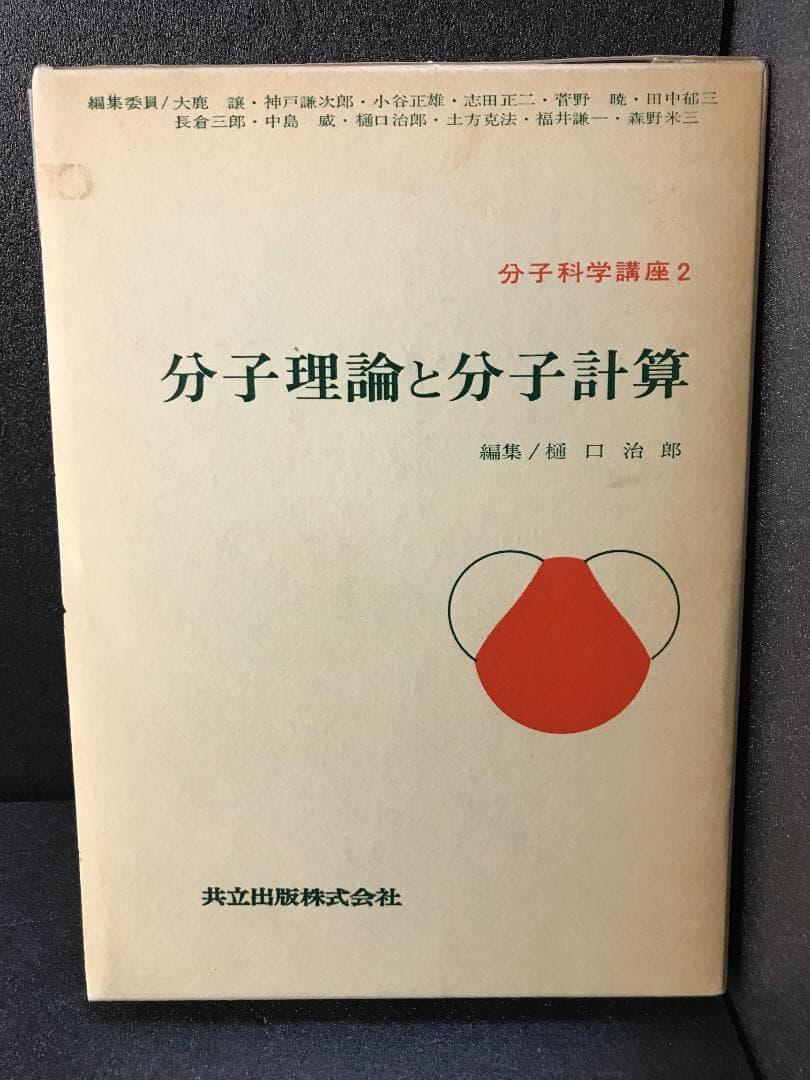 編集委員/大鹿 譲・神戸謙次郎・小谷正雄・志田正二・菅野 暁・田中郁三
長倉三郎・中島 威・樋口治郎・土方克法・福井謙一・森野米三
分子科学講座2
分子理論と分子計算
編集/樋口治郎
共立出版株式会社